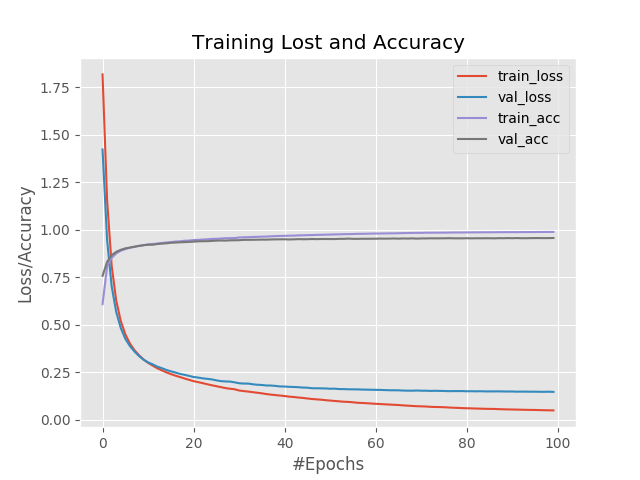 Training Lost and Accuracy
train_loss
val_loss
train_acc
val_acc
Loss/Accuracy
1.75
1.50
1.25
1.00
0.75
0.50
0.25
0.00
0 20 40 60 80 100
#Epochs